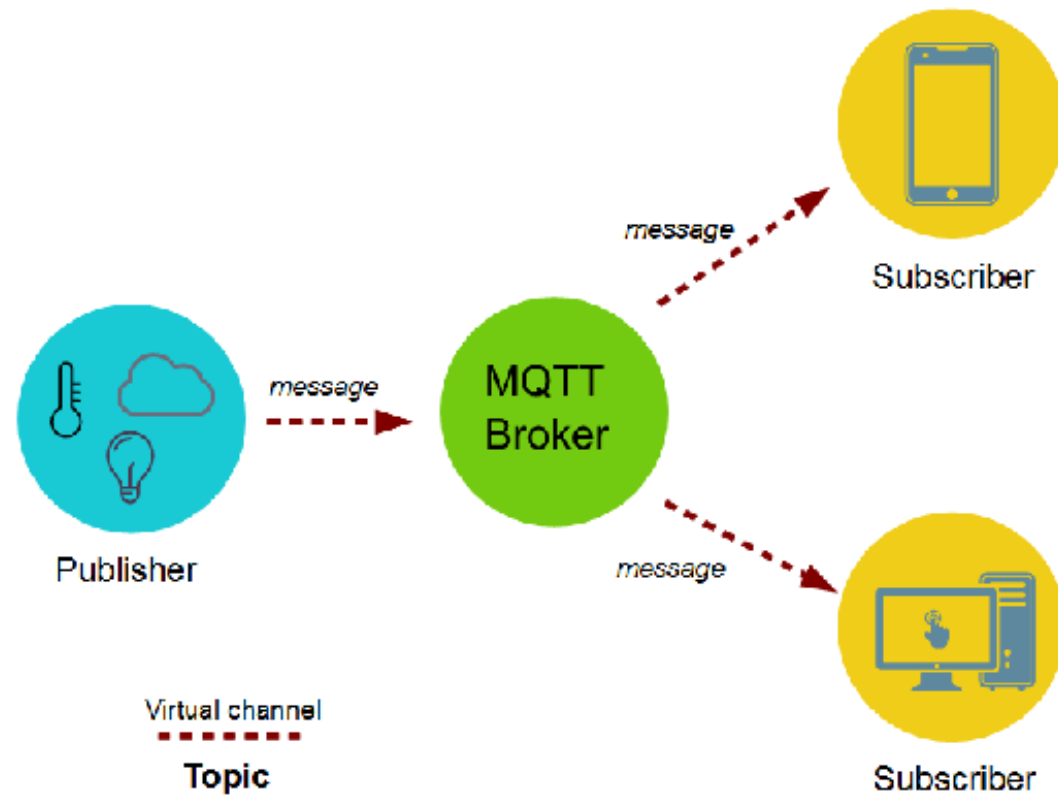 message
Subscriber
message
MQTT
Broker
Publisher
message
Virtual channel
Topic
Subscriber